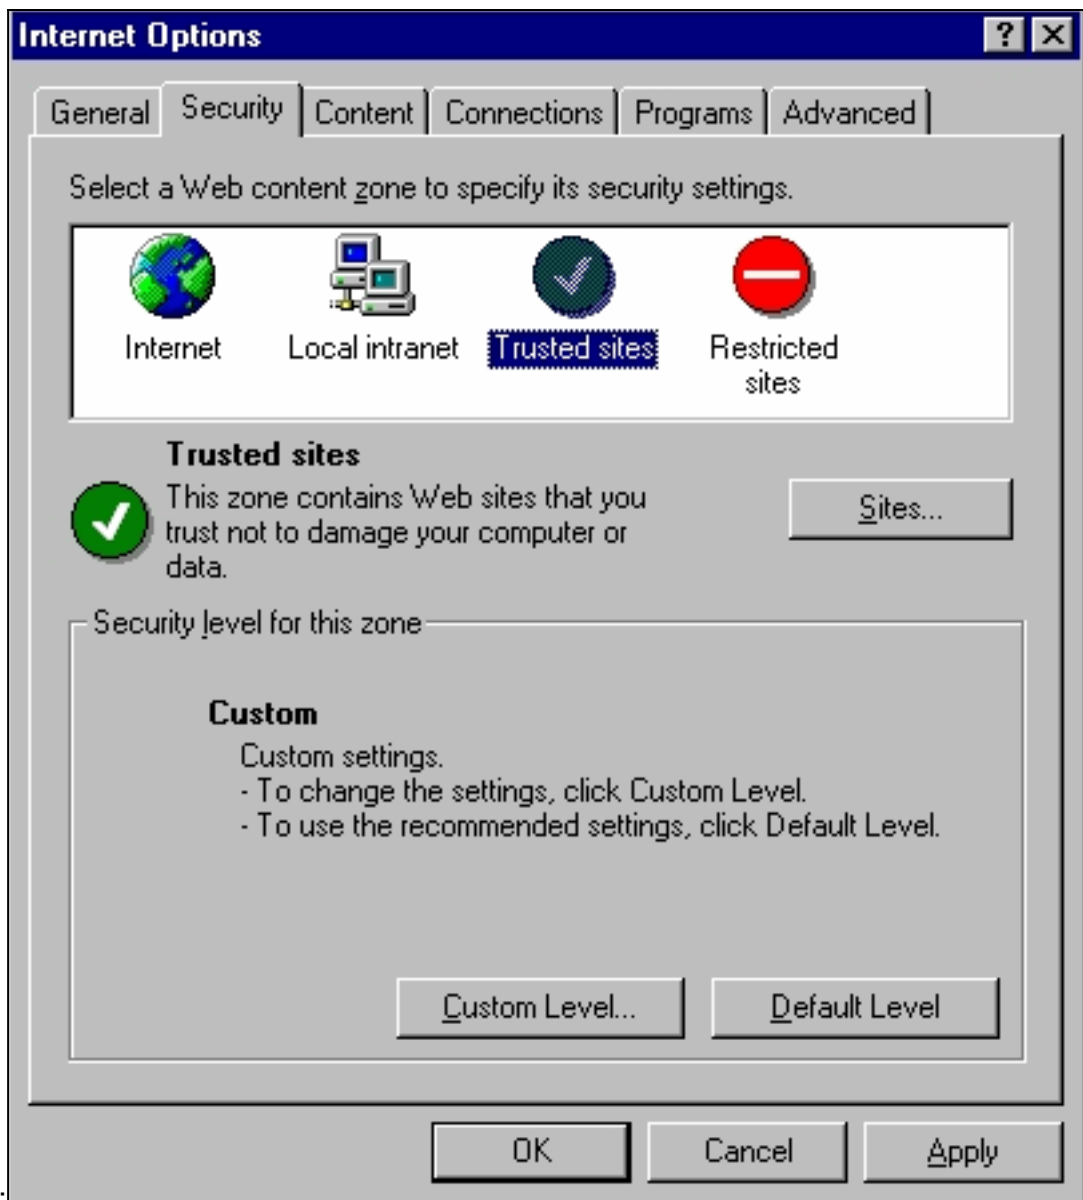 Internet Options
General Security Content Connections Programs Advanced
Select a Web content zone to specify its security settings.
Internet Local intranet Trusted sites Restricted
sites
Trusted sites
This zone contains Web sites that you
trust not to damage your computer or
data.
Sites...
Security level for this zone
Custom
Custom settings.
- To change the settings, click Custom Level.
- To use the recommended settings, click Default Level.
Custom Level... Default Level
OK Cancel Apply
.